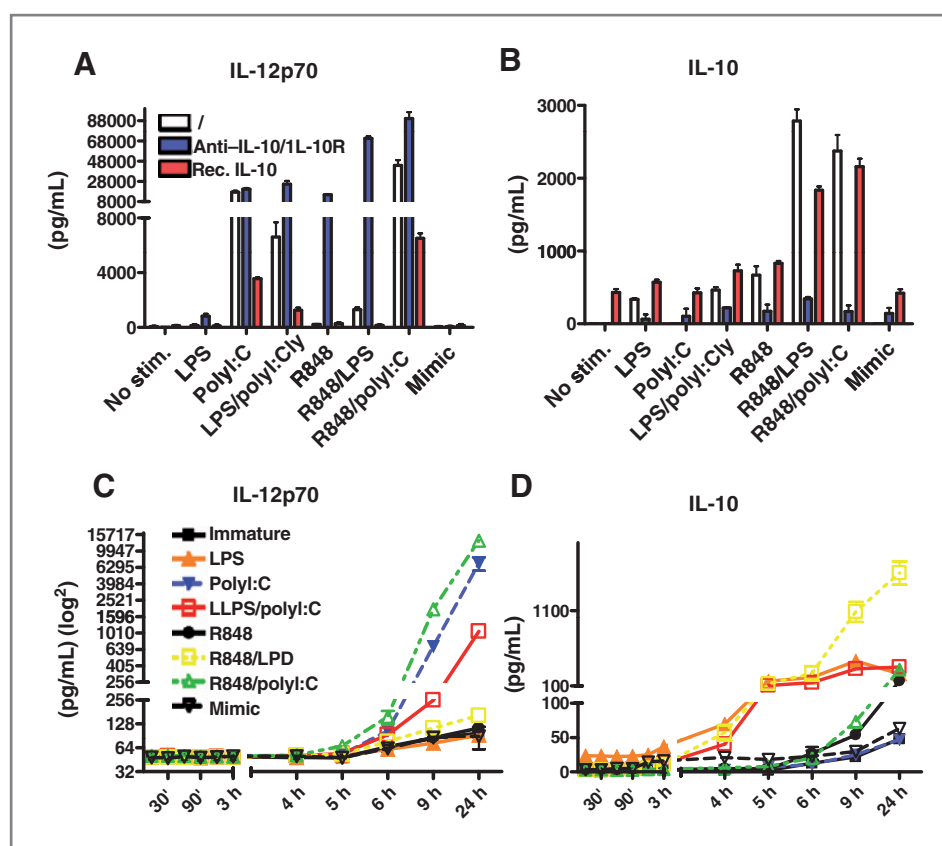 A
IL-12p70
88000
68000
48000
28000
8000
8000
4000
0
(pg/mL)
/
Anti–IL-10/1L-10R
Rec. IL-10
No stim.
LPS
PolyI:C
LPS/polyI:Cly
R848
R848/LPS
R848/polyI:C
Mimic
B
IL-10
3000
2000
1000
0
(pg/mL)
No stim.
LPS
PolyI:C
LPS/polyI:Cly
R848
R848/LPS
R848/polyI:C
Mimic
C
IL-12p70
15717
9947
6295
3984
2521
1596
1010
639
405
256
256
128
64
32
(pg/mL) (log²)
Immature
LPS
PolyI:C
LLPS/polyI:C
R848
R848/LPD
R848/polyI:C
Mimic
30'
90'
3 h
4 h
5 h
6 h
9 h
24 h
D
IL-10
1100
100
100
50
0
(pg/mL)
30'
90'
3 h
4 h
5 h
6 h
9 h
24 h